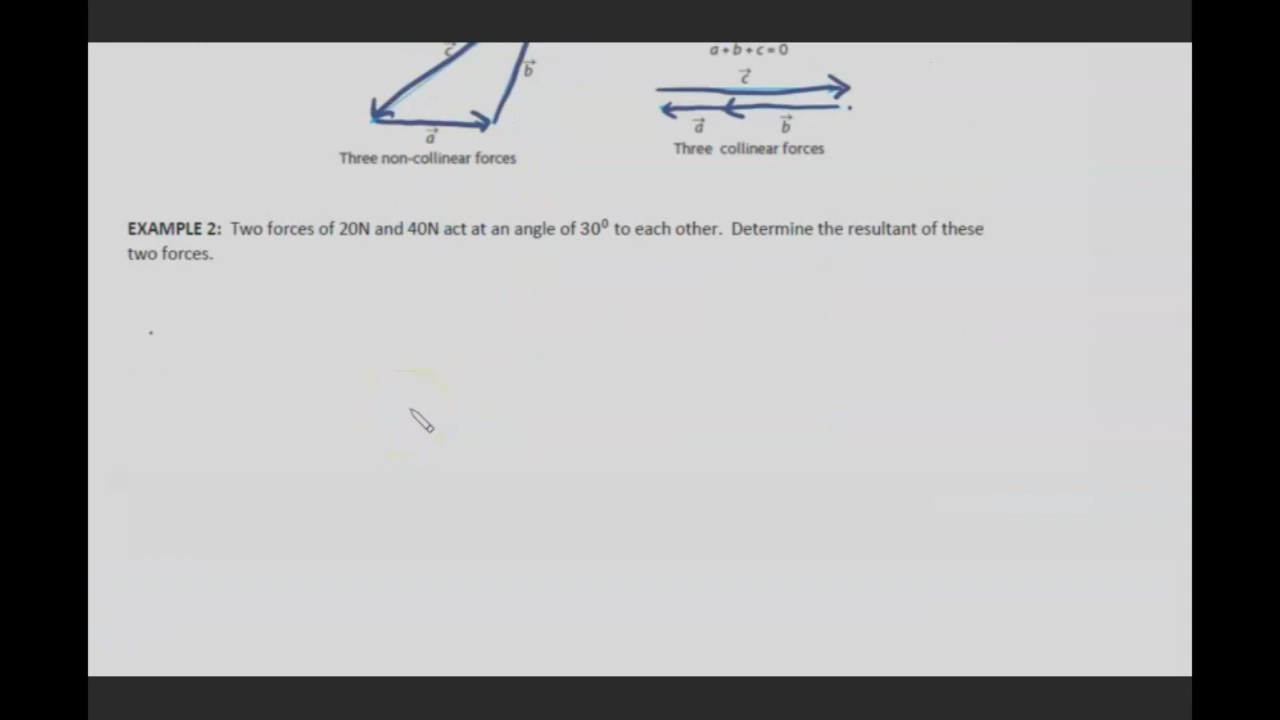 a+b+c=0
c⃗
c⃗
b⃗
a⃗
a⃗
b⃗
Three collinear forces
Three non-collinear forces
EXAMPLE 2: Two forces of 20N and 40N act at an angle of 30⁰ to each other. Determine the resultant of these
two forces.